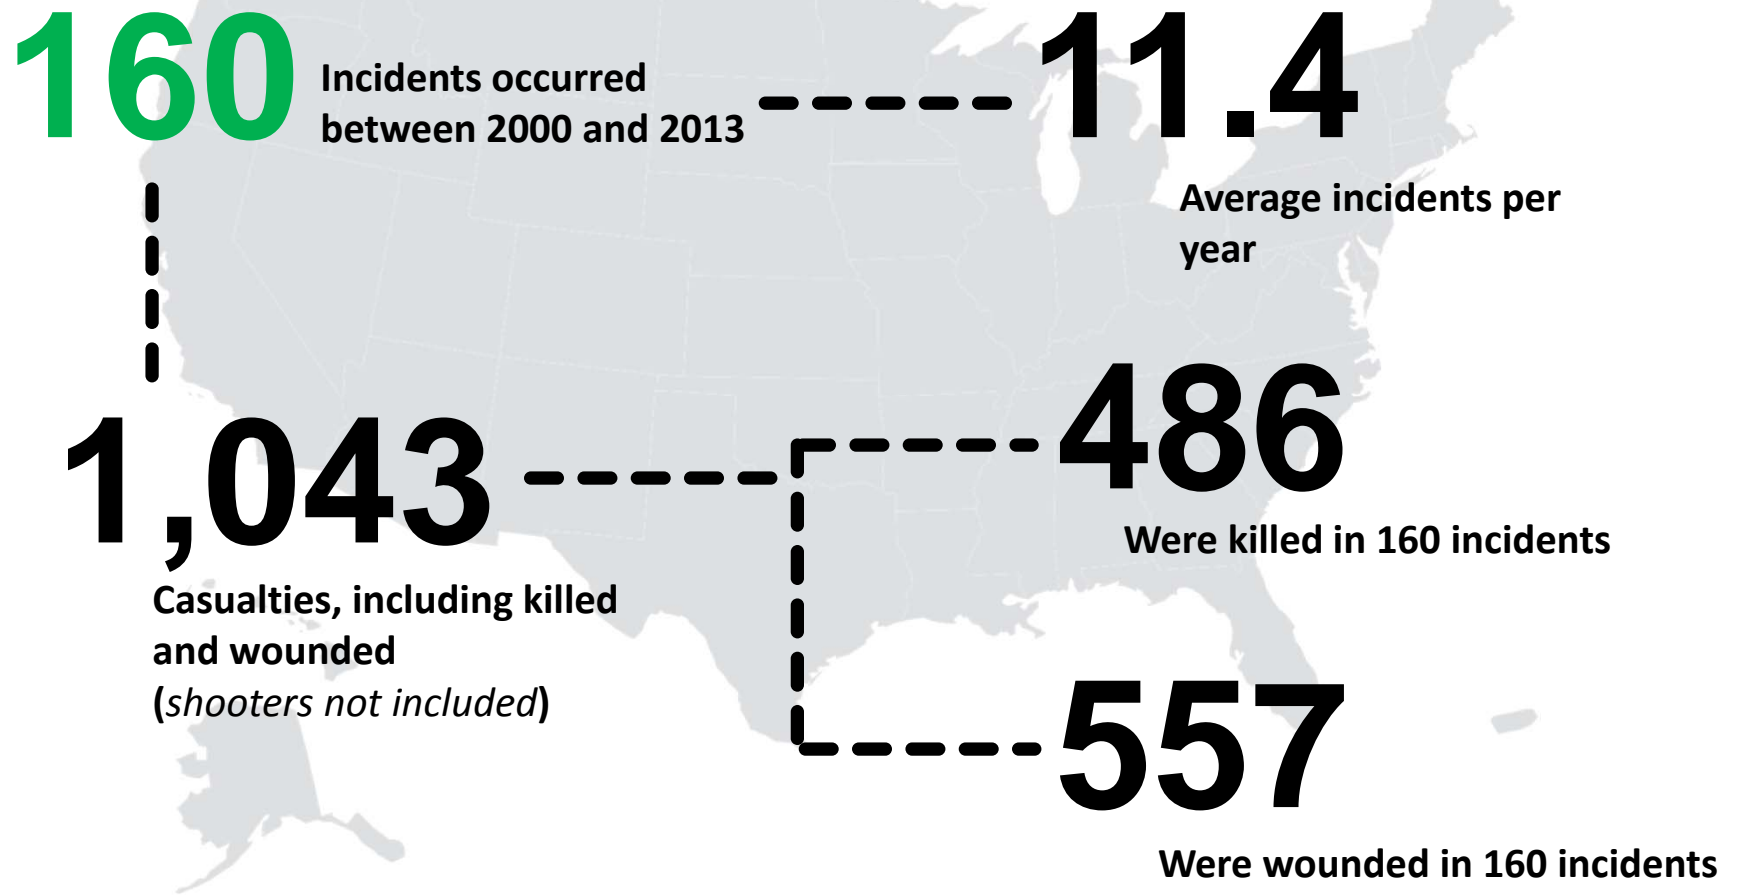 160
Incidents occurred
between 2000 and 2013
11.4
Average incidents per
year
1,043
Casualties, including killed
and wounded
(shooters not included)
486
Were killed in 160 incidents
557
Were wounded in 160 incidents